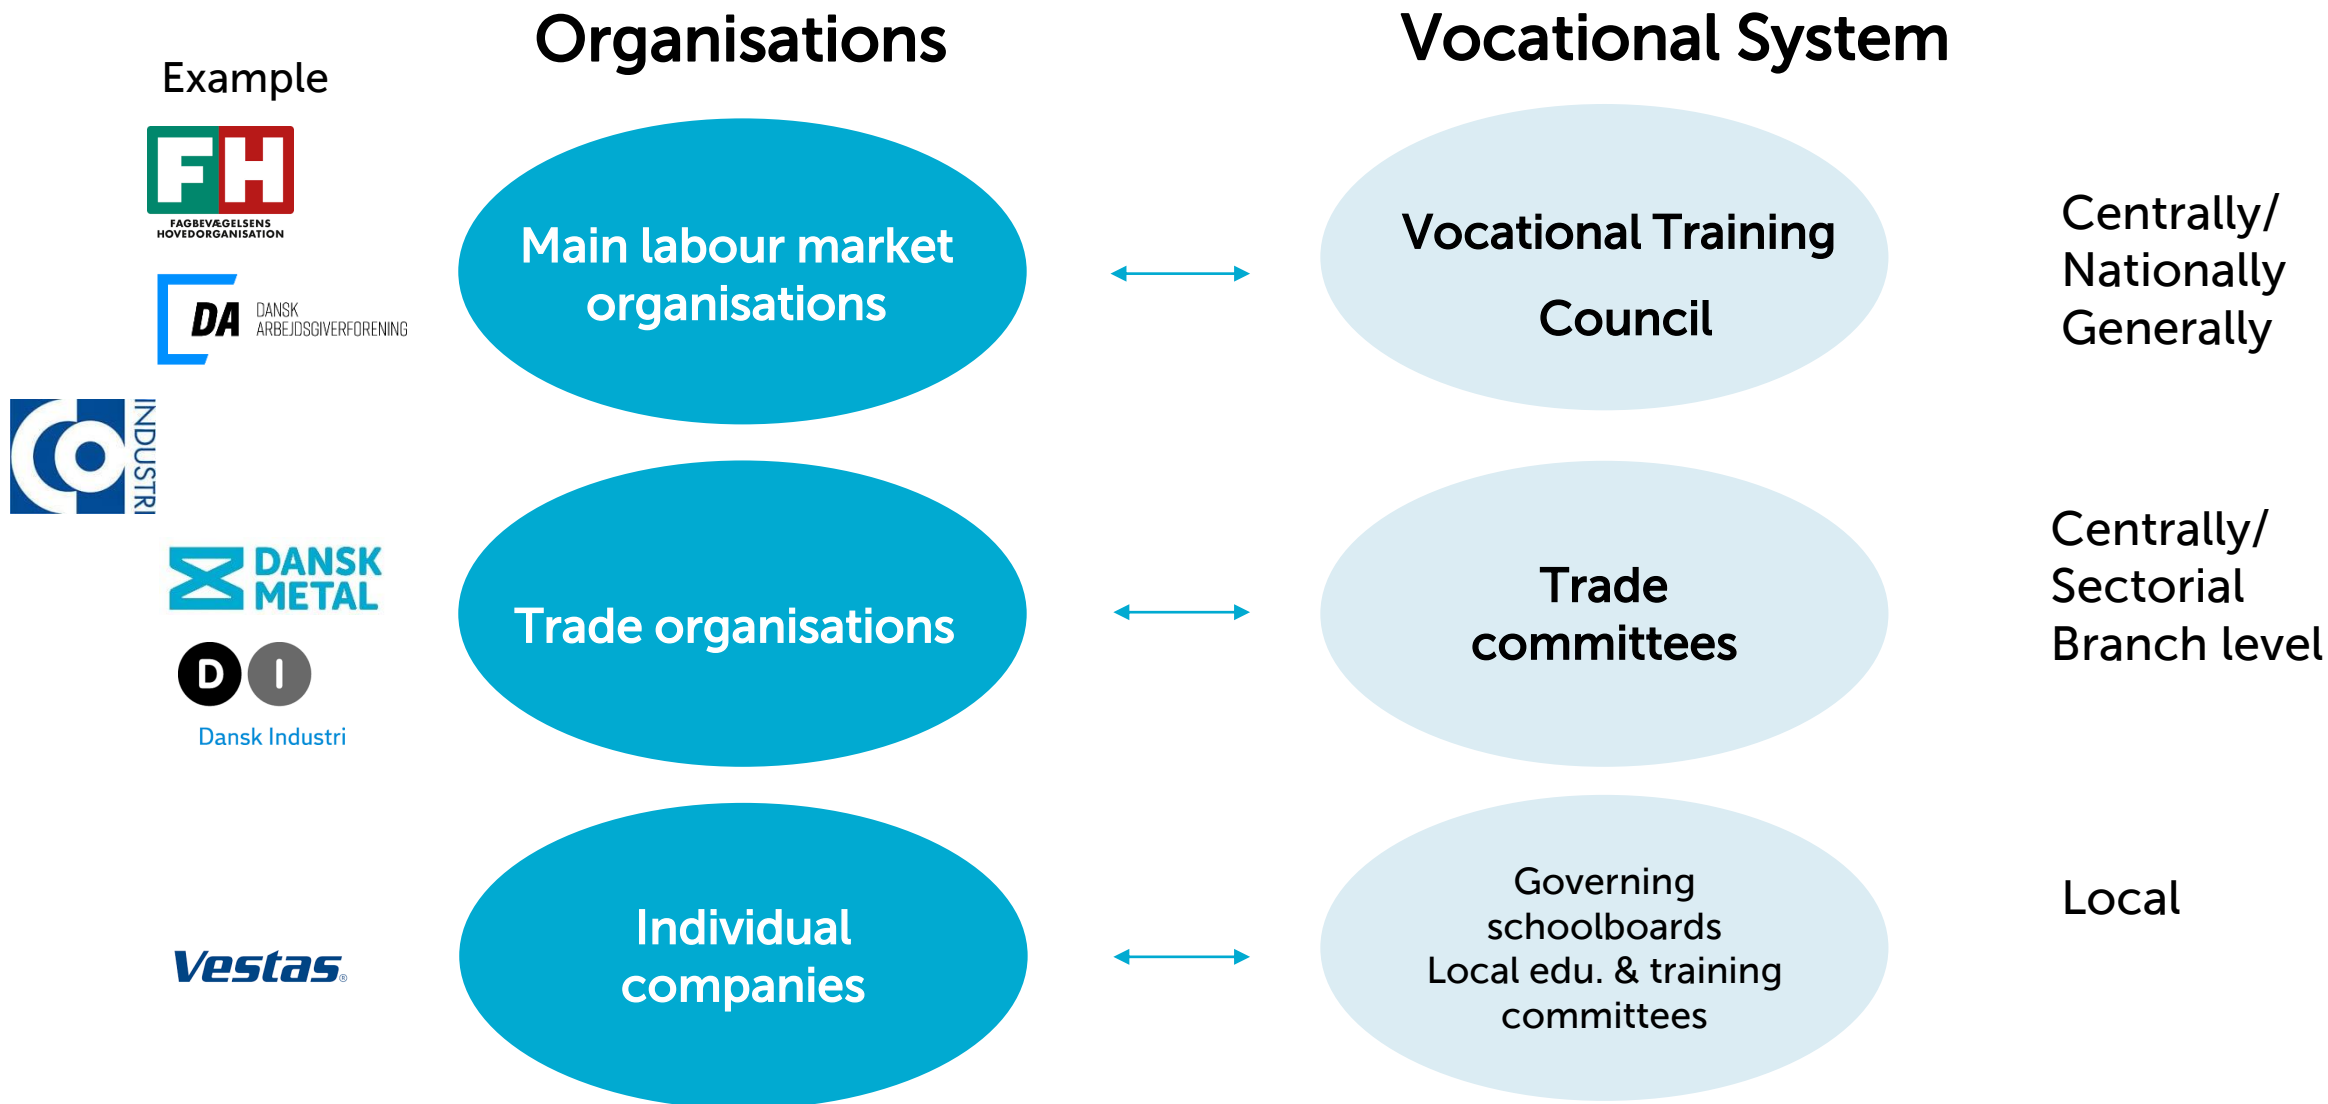 Organisations
Vocational System
Example
FH
FAGBEVÆGELSENS
HOVEDORGANISATION
Main labour market
organisations
Vocational Training
Council
Centrally/
Nationally
Generally
DA
DANSK
ARBEJDSGIVERFORENING
CO
INDUSTRI
DANSK
METAL
D I
Dansk Industri
Trade organisations
Trade
committees
Centrally/
Sectorial
Branch level
Vestas®
Individual
companies
Governing
schoolboards
Local edu. & training
committees
Local